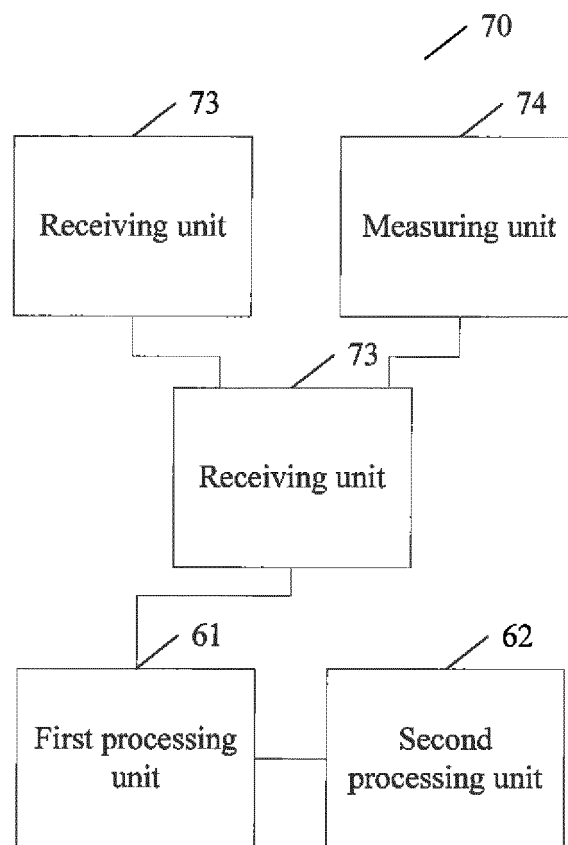 70
73
74
Receiving unit
Measuring unit
73
Receiving unit
61
62
First processing
unit
Second
processing unit